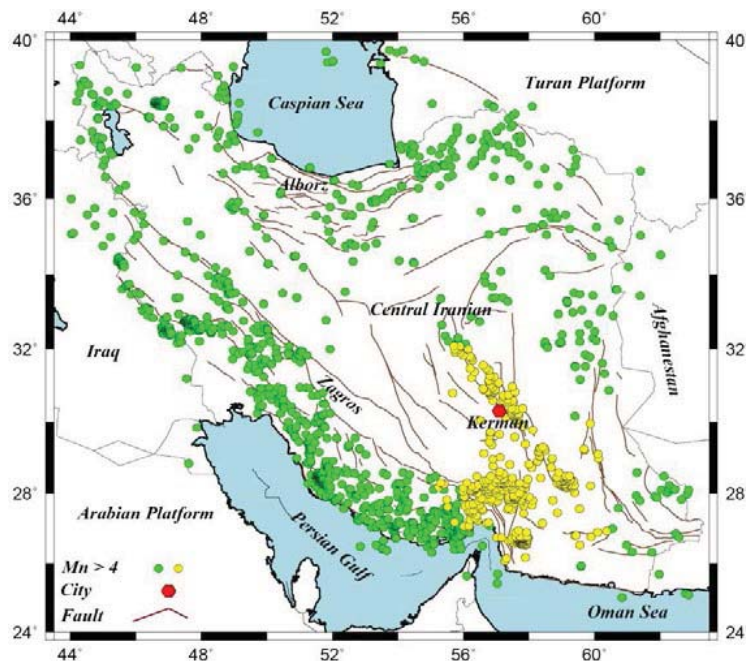 44° 48° 52° 56° 60°
40° 40°
Caspian Sea
Turan Platform
36° 36°
Alborz
Central Iranian
Afghanestan
32° 32°
Iraq
Zagros
Kerman
28° 28°
Arabian Platform
Persian Gulf
Mn > 4
City
Fault
Oman Sea
24° 24°
44 48 52 56 60